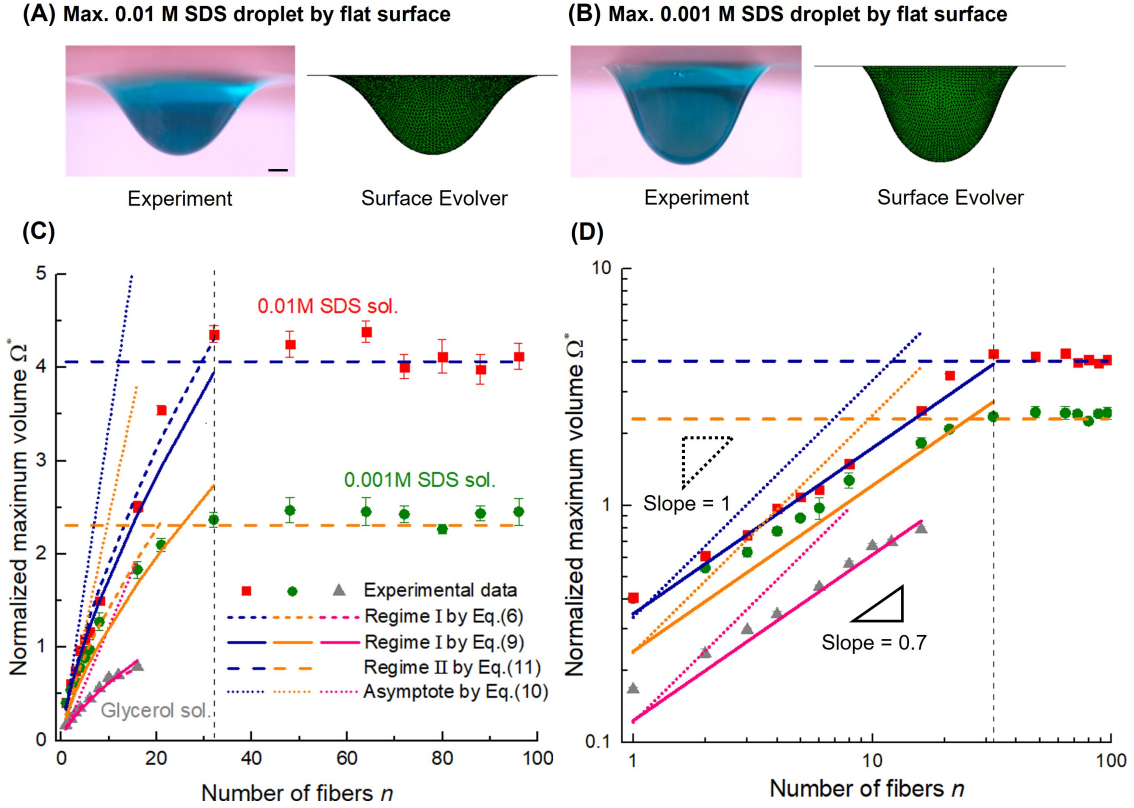 (A) Max. 0.01 M SDS droplet by flat surface
(B) Max. 0.001 M SDS droplet by flat surface
Experiment
Surface Evolver
Experiment
Surface Evolver
(C)
Normalized maximum volume Ω*
5
4
3
2
1
0
0.01M SDS sol.
0.001M SDS sol.
Experimental data
Regime I by Eq.(6)
Regime I by Eq.(9)
Regime II by Eq.(11)
Asymptote by Eq.(10)
Glycerol sol.
0 20 40 60 80 100
Number of fibers n
(D)
Normalized maximum volume Ω*
10
1
0.1
Slope = 1
Slope = 0.7
1 10 100
Number of fibers n